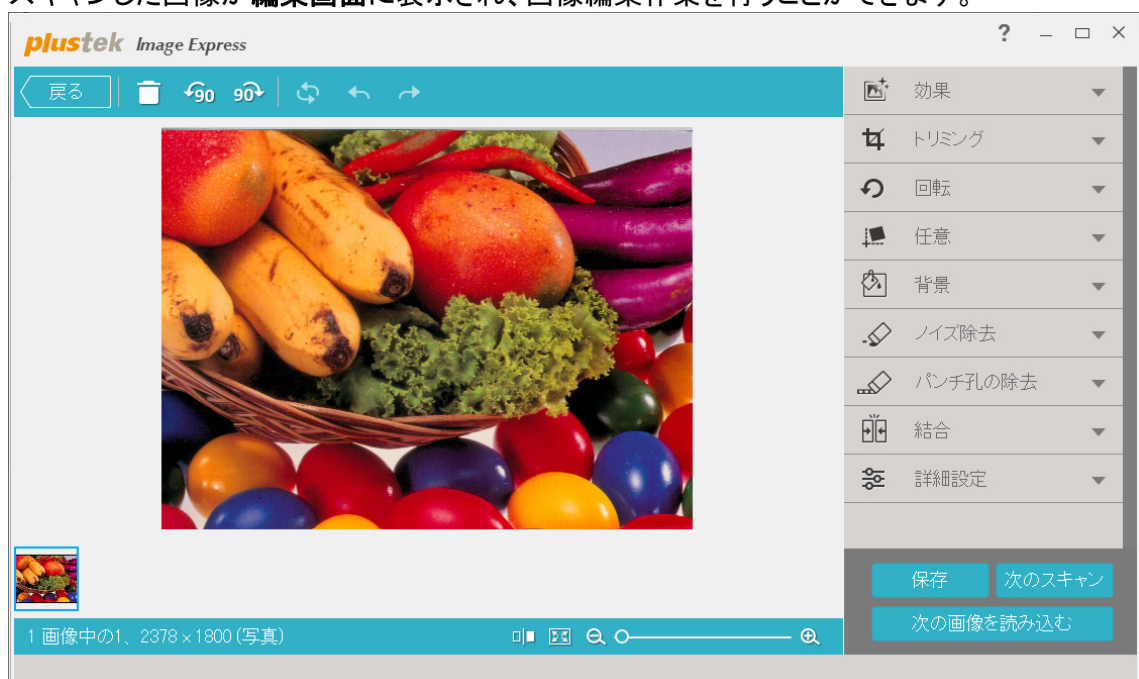 スキャンした画像が編集画面に表示され、画像編集作業を行うことができます。
plustek Image Express
?
戻る 90 90
効果
トリミング
回転
任意
背景
ノイズ除去
パンチ孔の除去
結合
詳細設定
保存 次のスキャン
次の画像を読み込む
1 画像中の1、2378 x 1800 (写真)